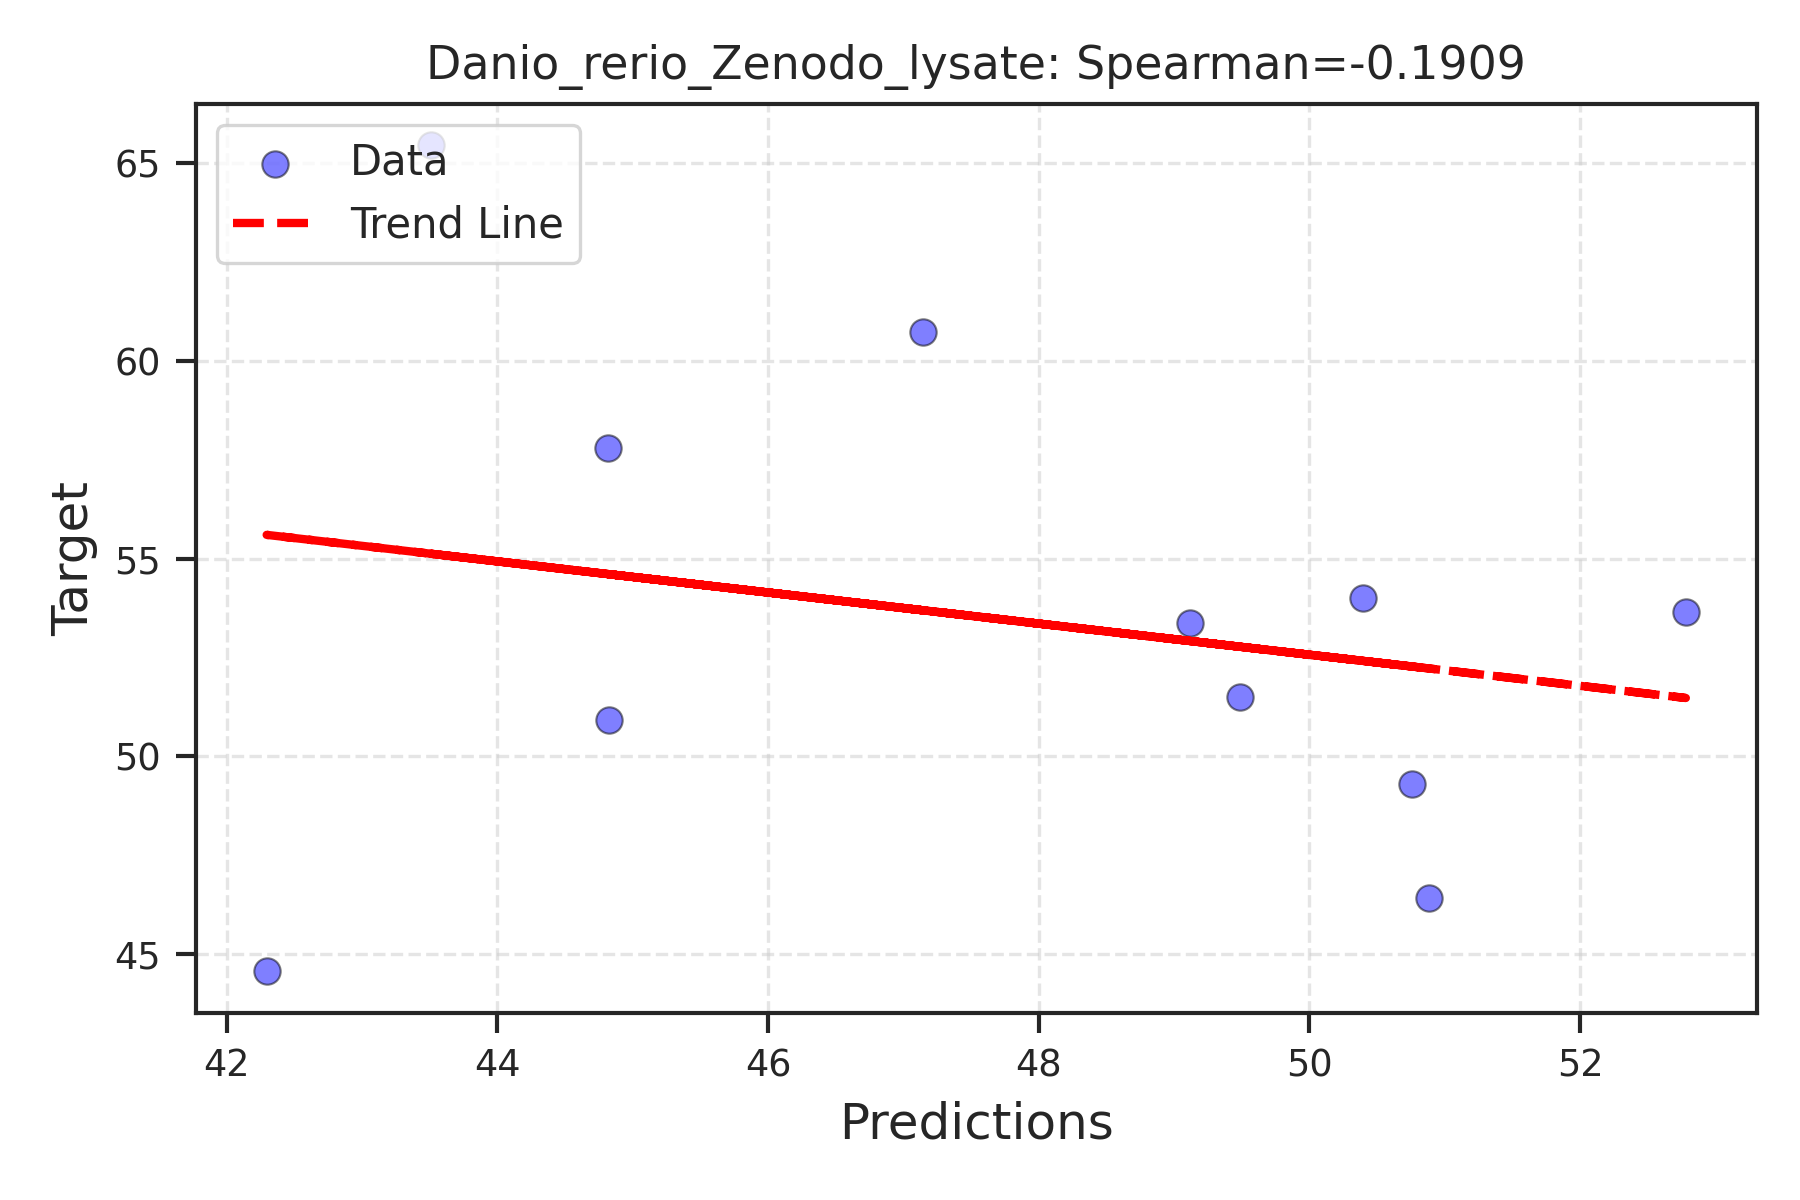 Danio_rerio_Zenodo_lysate: Spearman=-0.1909
Data
Trend Line
65
60
55
50
45
Target
42 44 46 48 50 52
Predictions